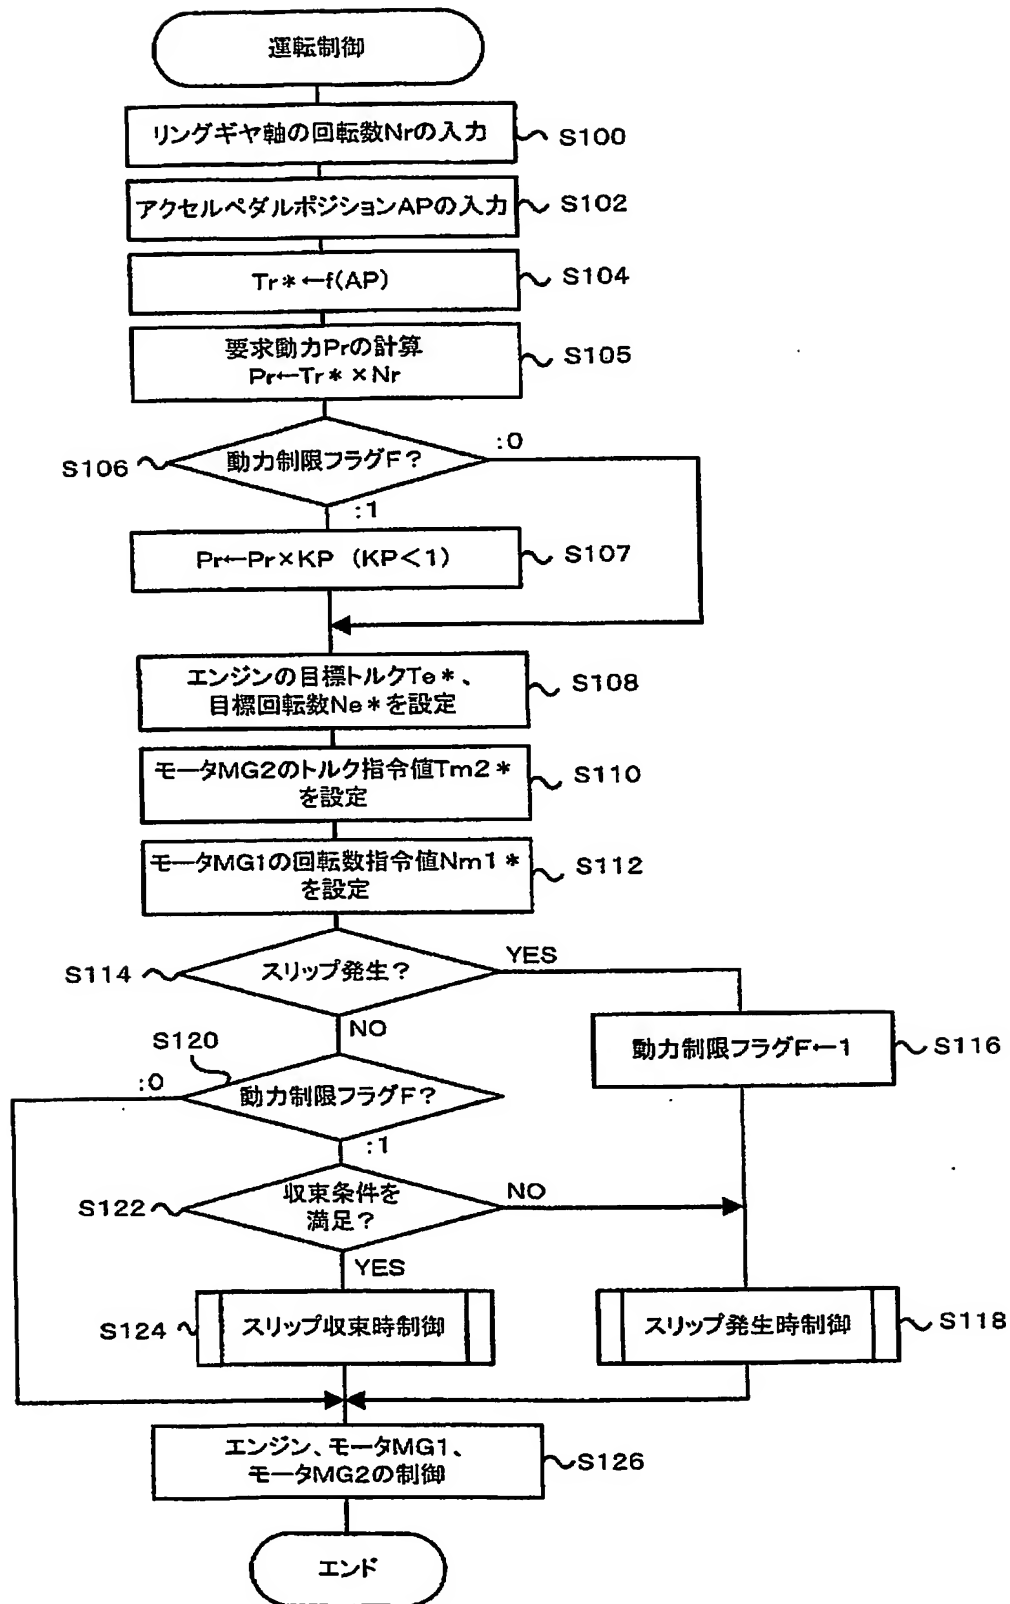 運転制御
リングギヤ軸の回転数Nrの入力
S100
アクセルペダルポジションAPの入力
S102
Tr*←f(AP)
S104
要求動力Prの計算
Pr←Tr*×Nr
S105
:0
S106
動力制限フラグF?
:1
Pr←Pr×KP (KP<1)
S107
エンジンの目標トルクTe*、
目標回転数Ne*を設定
S108
モータMG2のトルク指令値Tm2*
を設定
S110
モータMG1の回転数指令値Nm1*
を設定
S112
S114
スリップ発生?
YES
NO
動力制限フラグF←1
S116
S120
:0
動力制限フラグF?
:1
S122
収束条件を
満足?
NO
YES
S124
スリップ収束時制御
スリップ発生時制御
S118
エンジン、モータMG1、
モータMG2の制御
S126
エンド